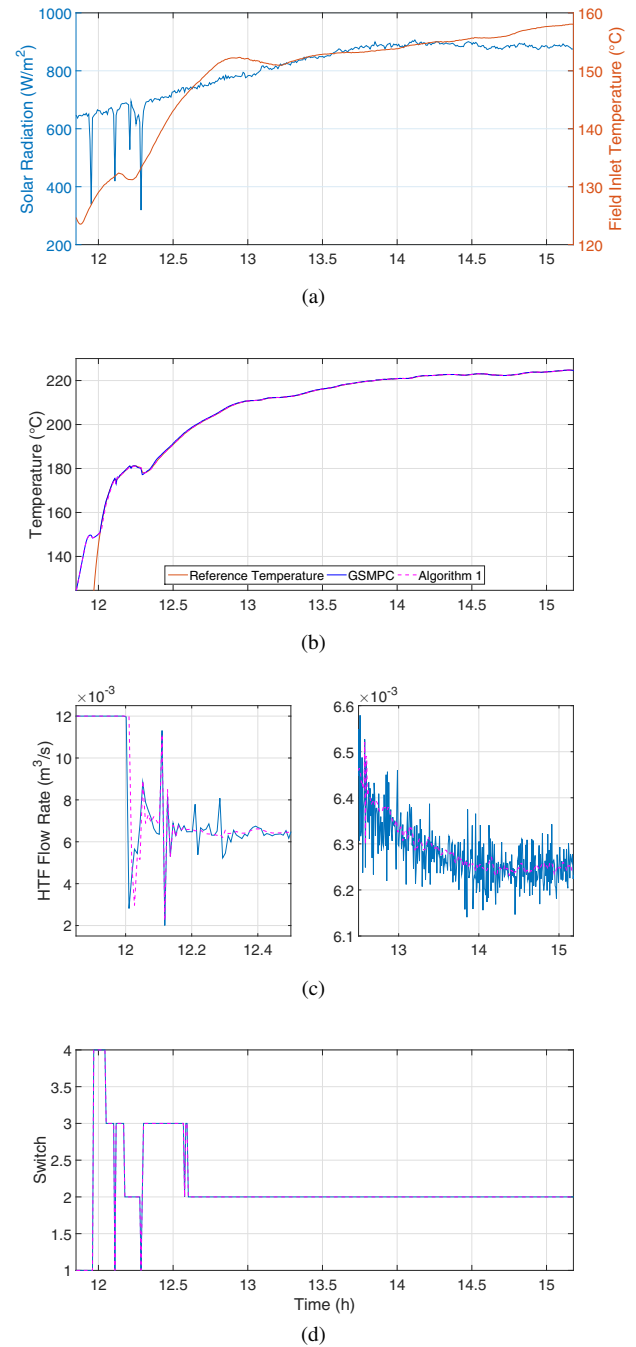 1000
800
600
400
200
Solar Radiation (W/m²)
160
150
140
130
120
Field Inlet Temperature (°C)
12 12.5 13 13.5 14 14.5 15
(a)
220
200
180
160
140
Temperature (°C)
Reference Temperature GSMPC Algorithm 1
12 12.5 13 13.5 14 14.5 15
(b)
×10⁻³
12
10
8
6
4
2
HTF Flow Rate (m³/s)
12 12.2 12.4
×10⁻³
6.6
6.5
6.4
6.3
6.2
6.1
13 14 15
(c)
4
3.5
3
2.5
2
1.5
1
Switch
12 12.5 13 13.5 14 14.5 15
Time (h)
(d)